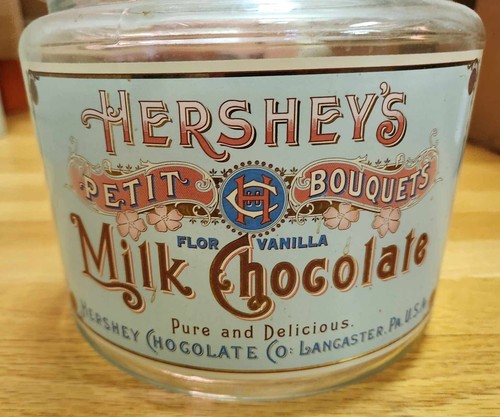 HERSHEY'S
PETIT BOUQUETS
FLOR VANILLA
Milk Chocolate
Pure and Delicious.
HERSHEY CHOCOLATE CO: LANCASTER, PA. U.S.A.